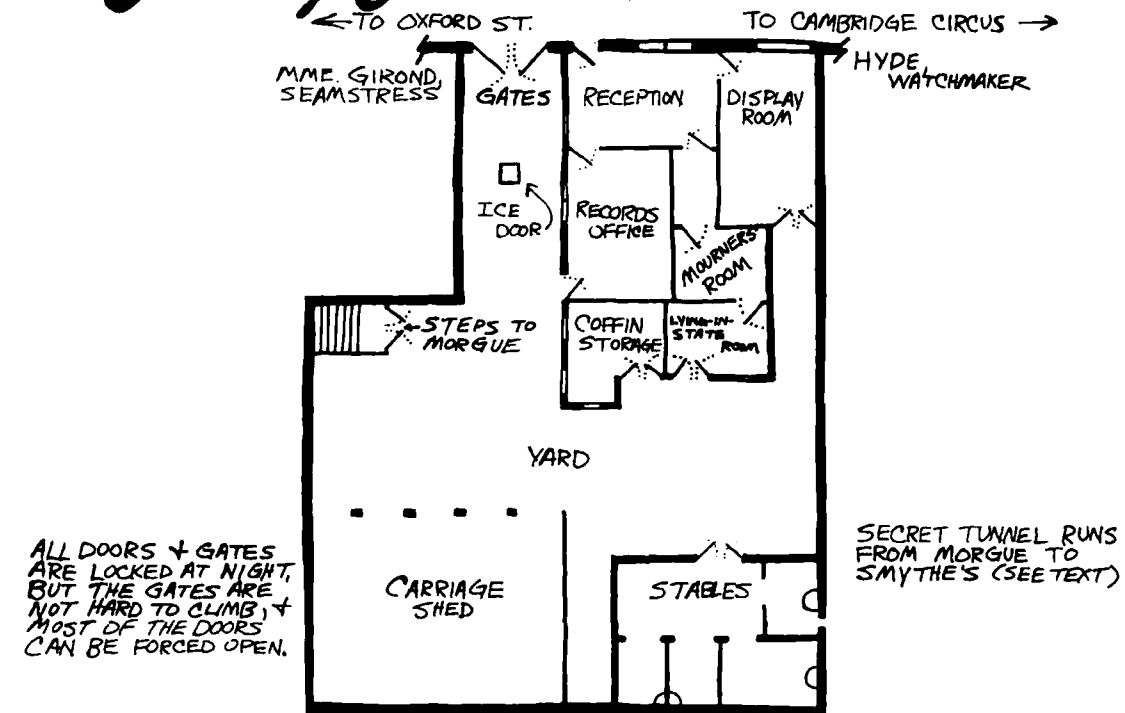 ← TO OXFORD ST.
TO CAMBRIDGE CIRCUS →
MME. GIROND,
SEAMSTRESS
GATES
RECEPTION
DISPLAY
ROOM
HYDE,
WATCHMAKER
ICE
DOOR
RECORDS
OFFICE
MOURNERS'
ROOM
STEPS TO
MORGUE
COFFIN
STORAGE
LYING-IN-
STATE
ROOM
YARD
ALL DOORS & GATES
ARE LOCKED AT NIGHT,
BUT THE GATES ARE
NOT HARD TO CLIMB, &
MOST OF THE DOORS
CAN BE FORCED OPEN.
CARRIAGE
SHED
STABLES
SECRET TUNNEL RUNS
FROM MORGUE TO
SMYTHE'S (SEE TEXT)